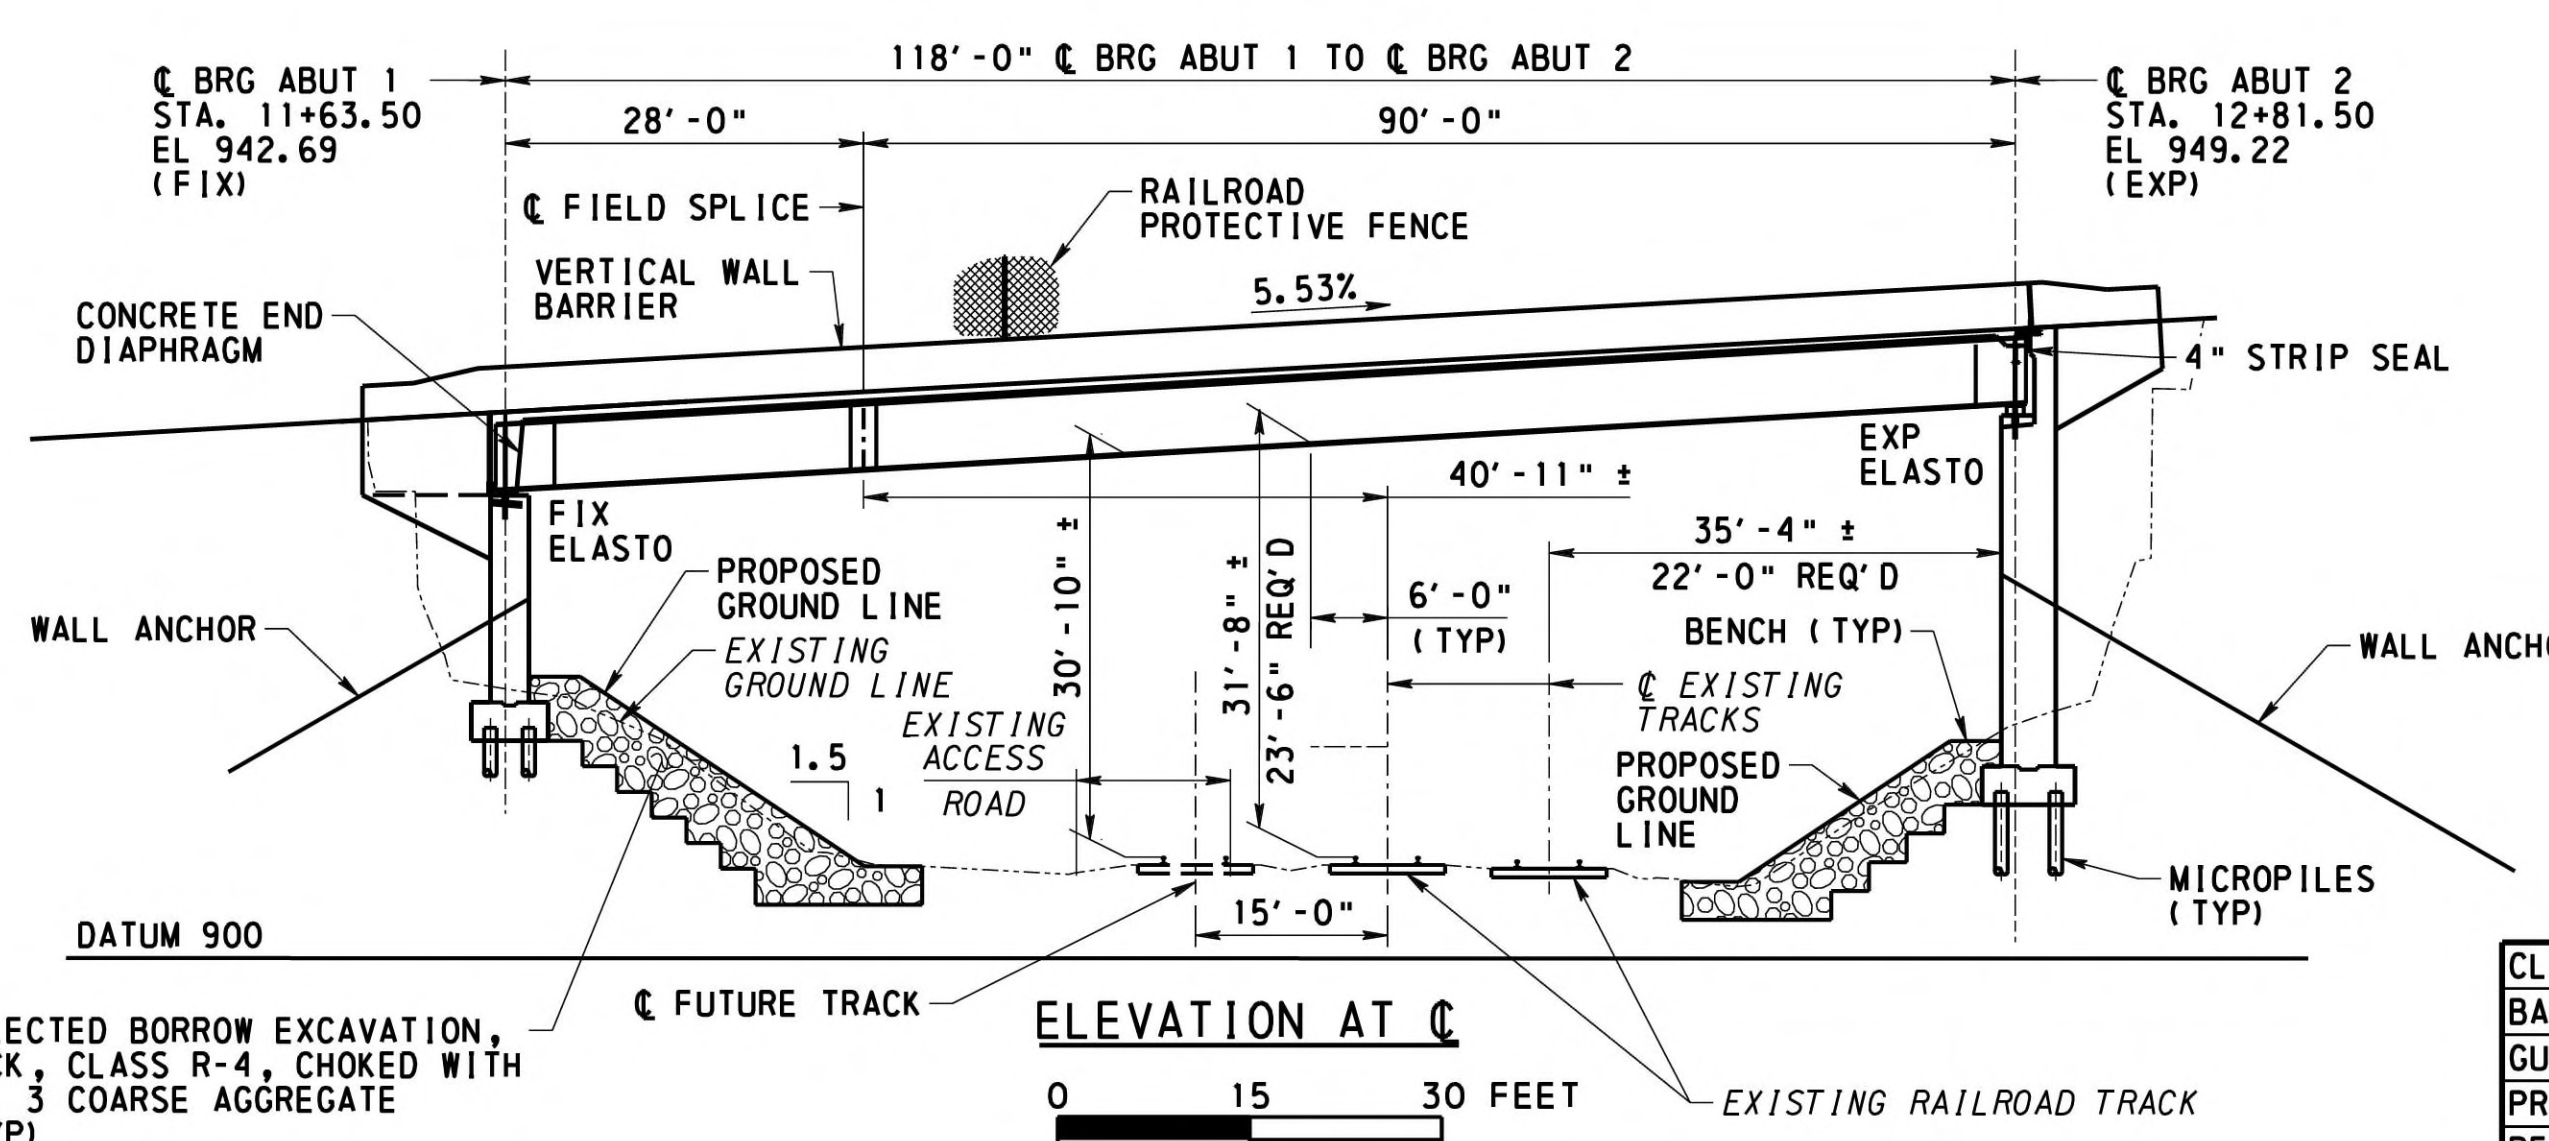 118'-0" ℄ BRG ABUT 1 TO ℄ BRG ABUT 2
℄ BRG ABUT 1
STA. 11+63.50
EL 942.69
(FIX)
28'-0"
90'-0"
℄ BRG ABUT 2
STA. 12+81.50
EL 949.22
(EXP)
℄ FIELD SPLICE
RAILROAD
PROTECTIVE FENCE
VERTICAL WALL
BARRIER
5.53%
CONCRETE END
DIAPHRAGM
4" STRIP SEAL
EXP
ELASTO
40'-11" ±
FIX
ELASTO
30'-10" ±
31'-8" ±
23'-6" REQ'D
35'-4" ±
22'-0" REQ'D
PROPOSED
GROUND LINE
6'-0"
(TYP)
BENCH (TYP)
WALL ANCHOR
EXISTING
GROUND LINE
WALL ANCHO
℄ EXISTING
TRACKS
EXISTING
ACCESS
ROAD
1.5
1
PROPOSED
GROUND
LINE
MICROPILES
(TYP)
15'-0"
DATUM 900
℄ FUTURE TRACK
ELEVATION AT ℄
LECTED BORROW EXCAVATION,
CK, CLASS R-4, CHOKED WITH
3 COARSE AGGREGATE
YP)
0 15 30 FEET
EXISTING RAILROAD TRACK
CL
BA
GU
PR